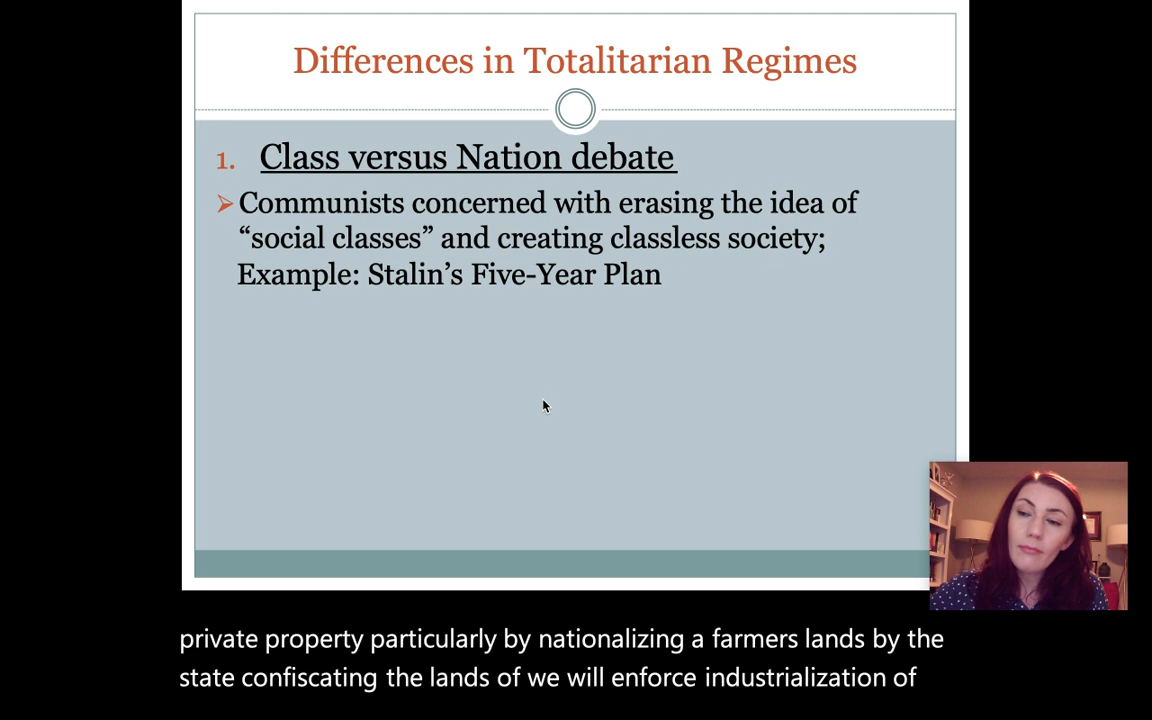 Differences in Totalitarian Regimes
1. Class versus Nation debate
Communists concerned with erasing the idea of
“social classes” and creating classless society;
Example: Stalin’s Five-Year Plan
private property particularly by nationalizing a farmers lands by the
state confiscating the lands of we will enforce industrialization of